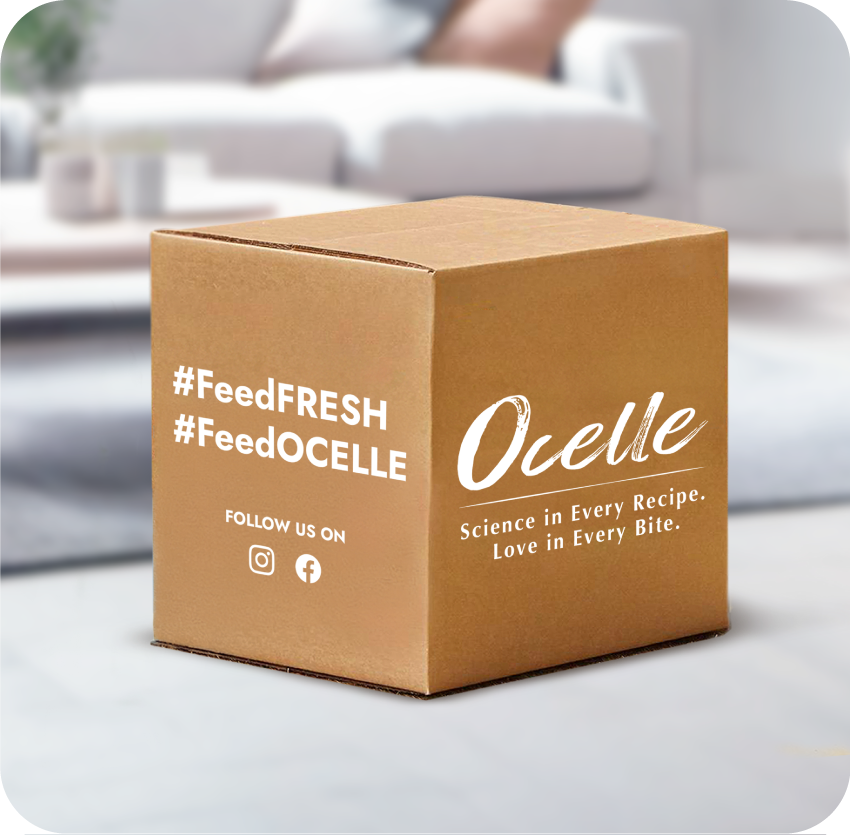 #FeedFRESH
#FeedOCELLE
FOLLOW US ON
Ocelle
Science in Every Recipe.
Love in Every Bite.